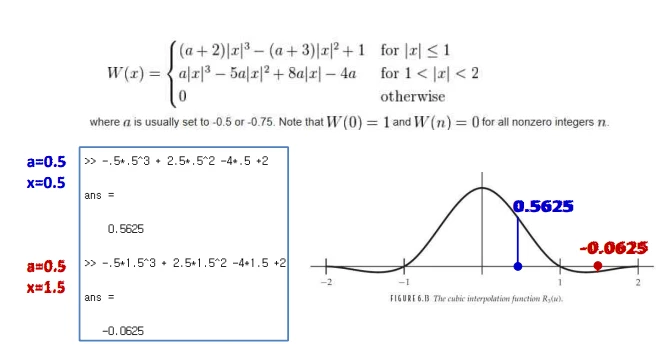 W(x) = { (a + 2)|x|³ − (a + 3)|x|² + 1 for |x| ≤ 1
a|x|³ − 5a|x|² + 8a|x| − 4a for 1 < |x| < 2
0 otherwise
where a is usually set to -0.5 or -0.75. Note that W(0) = 1 and W(n) = 0 for all nonzero integers n.
a=0.5
x=0.5
>> -.5*.5^3 + 2.5*.5^2 -4*.5 +2
ans =
0.5625
a=0.5
x=1.5
>> -.5*1.5^3 + 2.5*1.5^2 -4*1.5 +2
ans =
-0.0625
0.5625
-0.0625
−2 −1 1 2
FIGURE 6.13 The cubic interpolation function R₃(u).